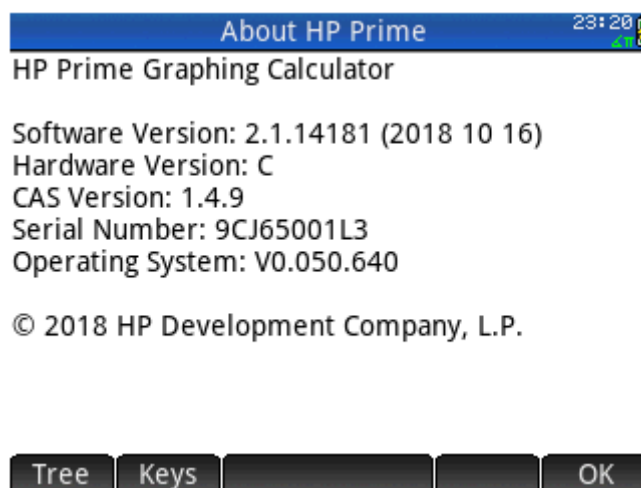 About HP Prime
23:20
∡π
HP Prime Graphing Calculator
Software Version: 2.1.14181 (2018 10 16)
Hardware Version: C
CAS Version: 1.4.9
Serial Number: 9CJ65001L3
Operating System: V0.050.640
© 2018 HP Development Company, L.P.
Tree Keys OK